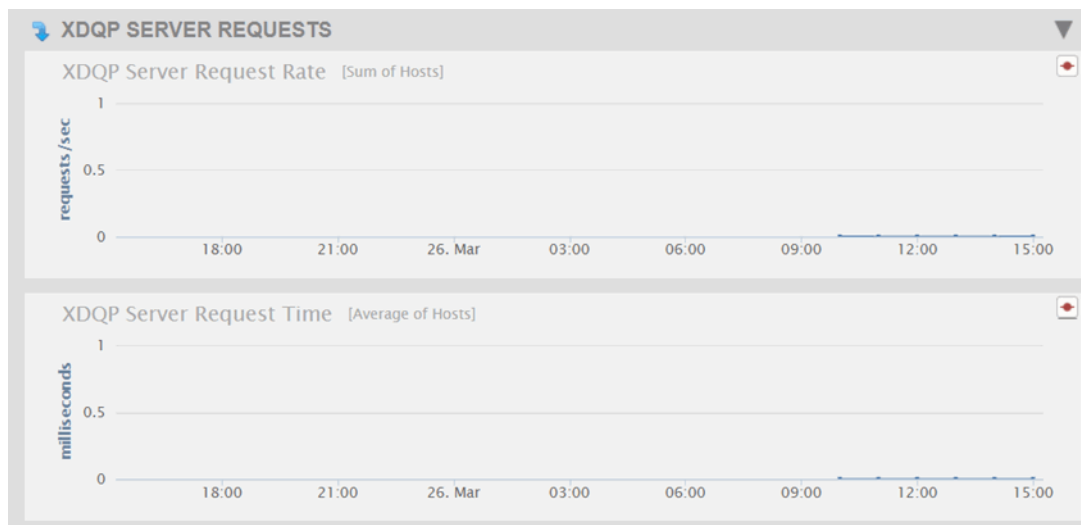 XDQP SERVER REQUESTS
XDQP Server Request Rate [Sum of Hosts]
requests/sec
1
0.5
0
18:00 21:00 26. Mar 03:00 06:00 09:00 12:00 15:00
XDQP Server Request Time [Average of Hosts]
milliseconds
1
0.5
0
18:00 21:00 26. Mar 03:00 06:00 09:00 12:00 15:00